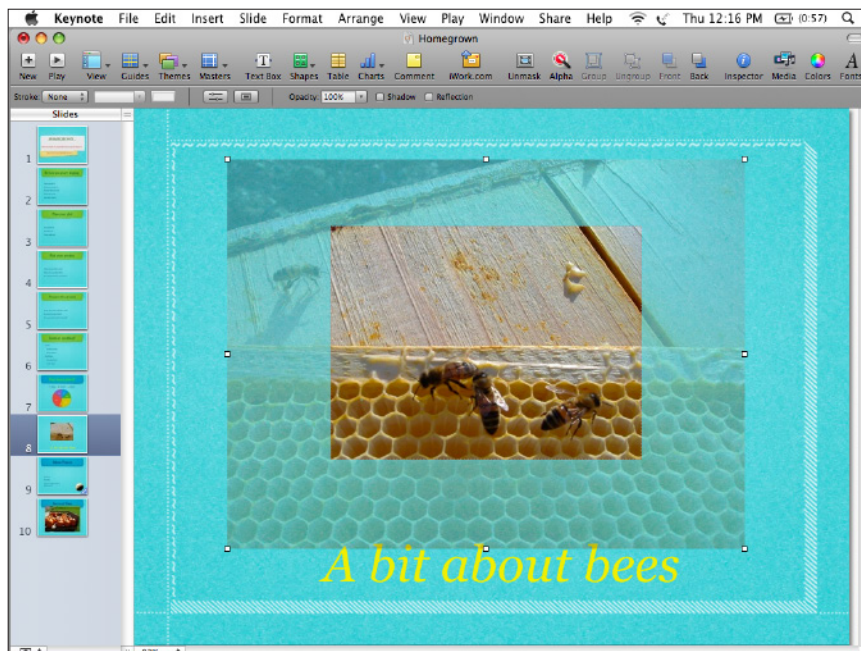 Keynote File Edit Insert Slide Format Arrange View Play Window Share Help Thu 12:16 PM (0:57)
Homegrown
New Play View Guides Themes Masters Text Box Shapes Table Charts Comment iWork.com Unmask Alpha Group Ungroup Front Back Inspector Media Colors Fonts
Stroke: None Opacity: 100% Shadow Reflection
Slides
1
2
3
4
5
6
7
8
9
10
A bit about bees